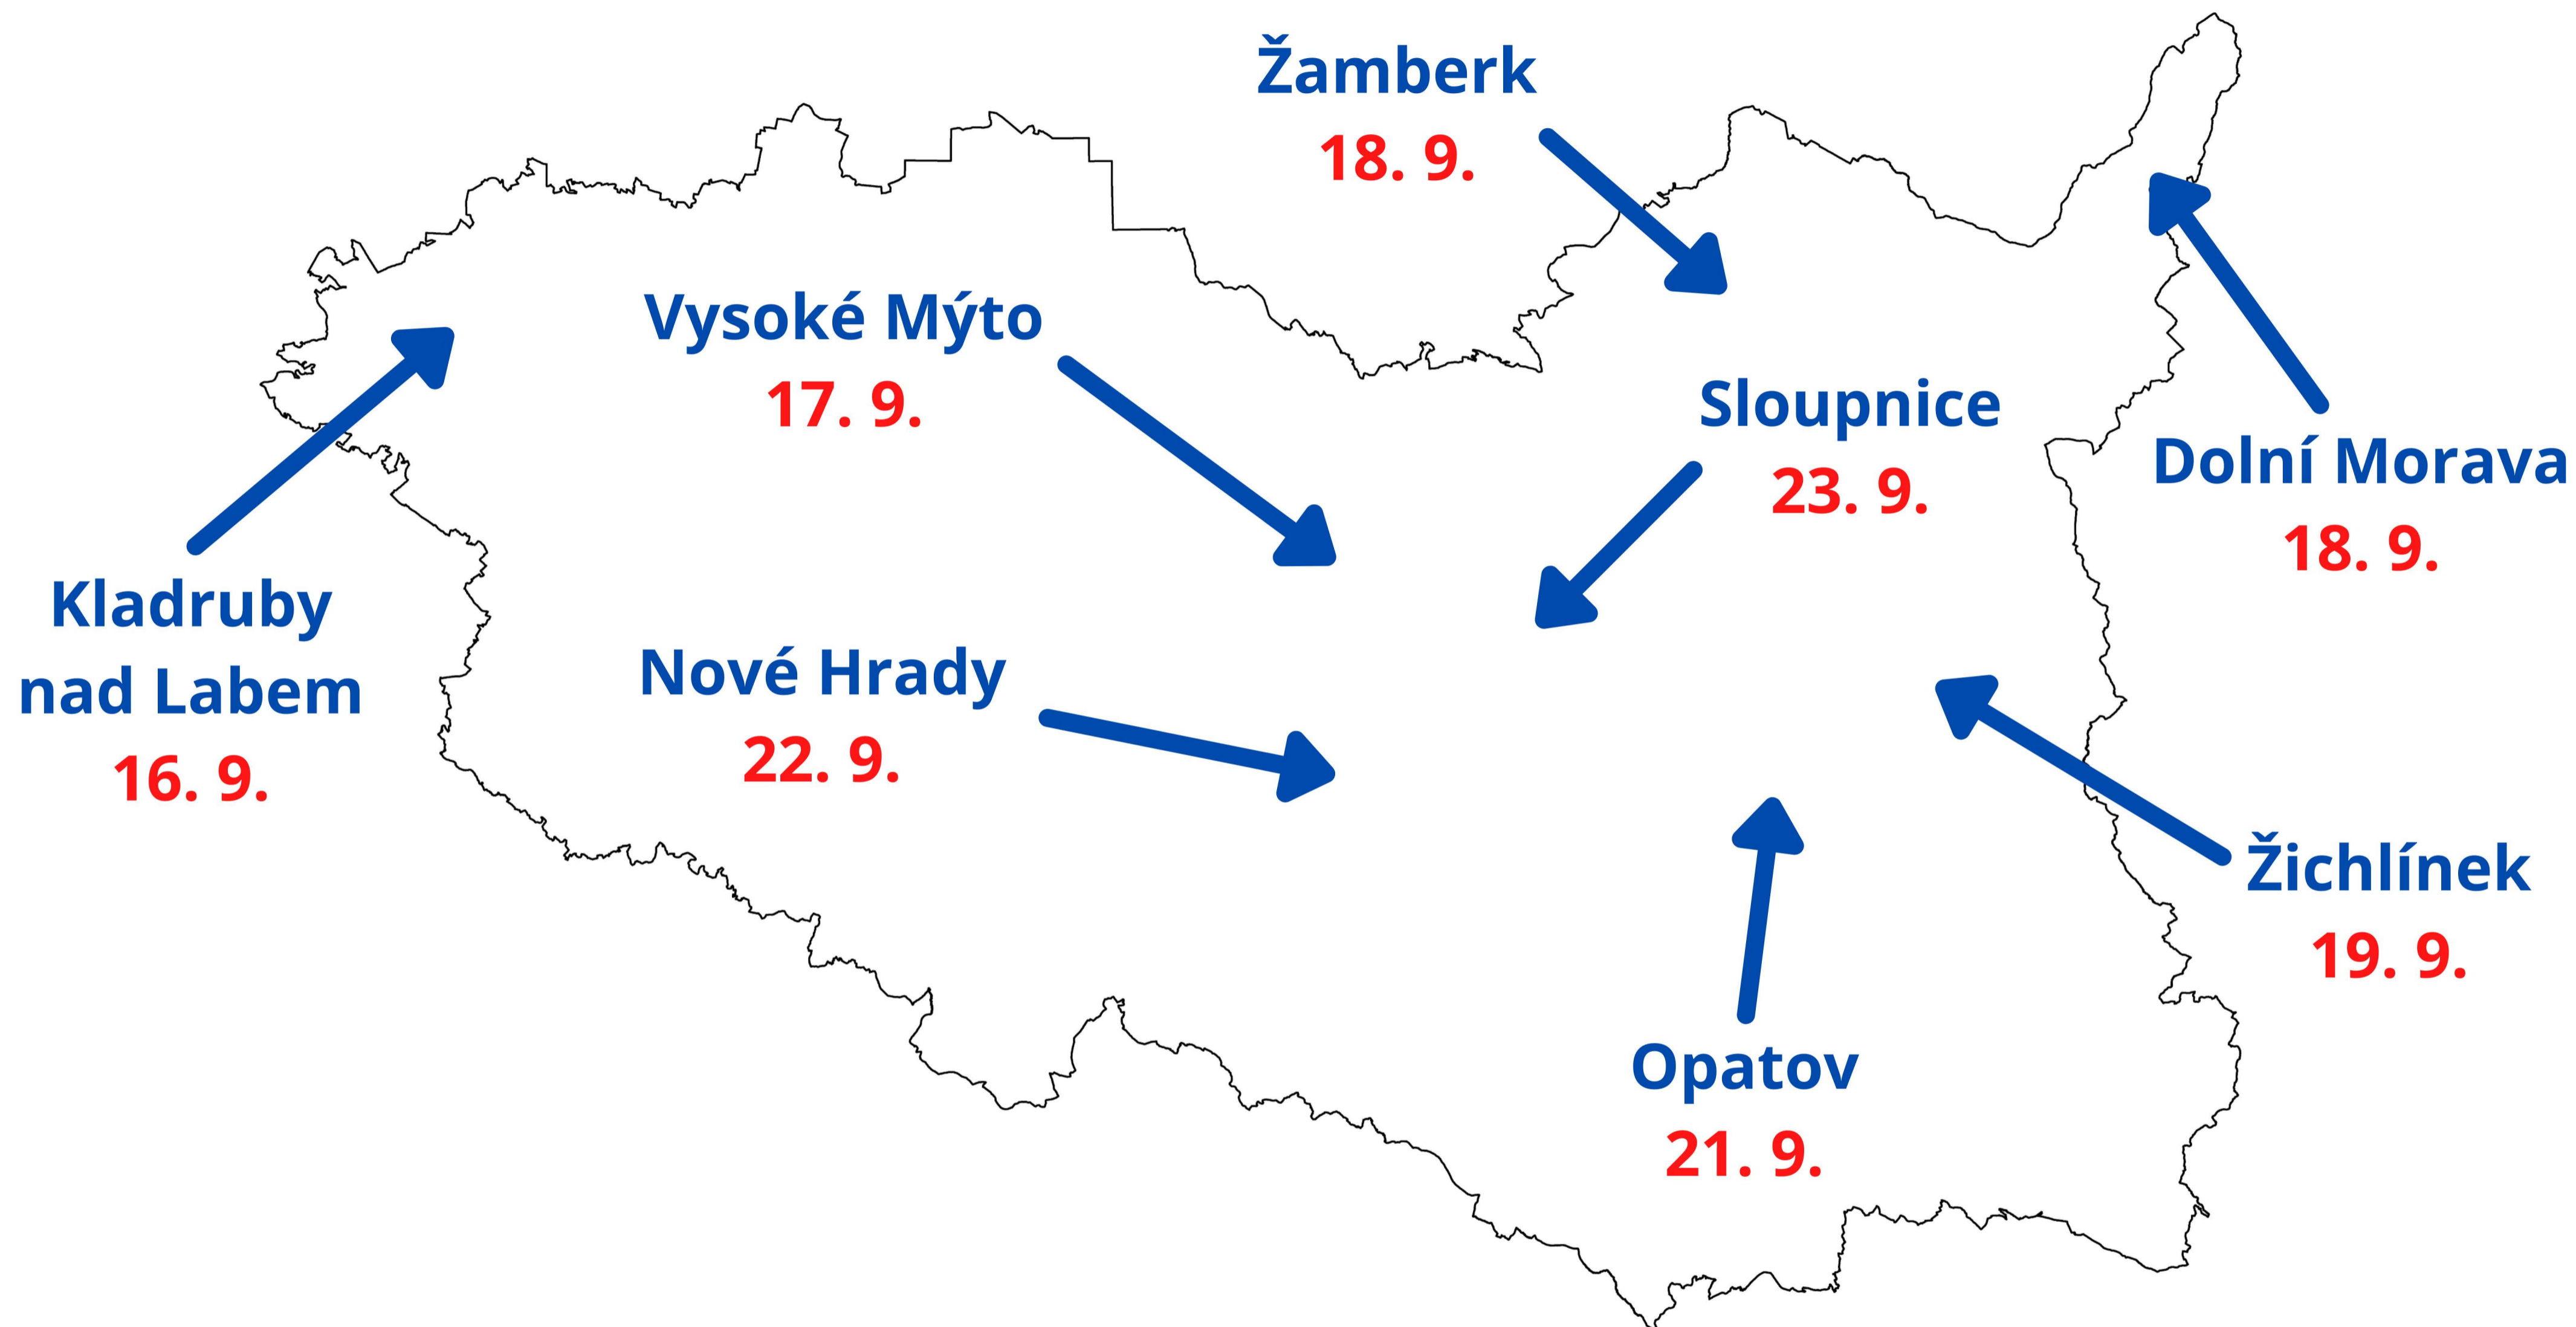 Žamberk
18. 9.
Vysoké Mýto
17. 9.
Sloupnice
23. 9.
Dolní Morava
18. 9.
Kladruby
nad Labem
16. 9.
Nové Hrady
22. 9.
Žichlínek
19. 9.
Opatov
21. 9.